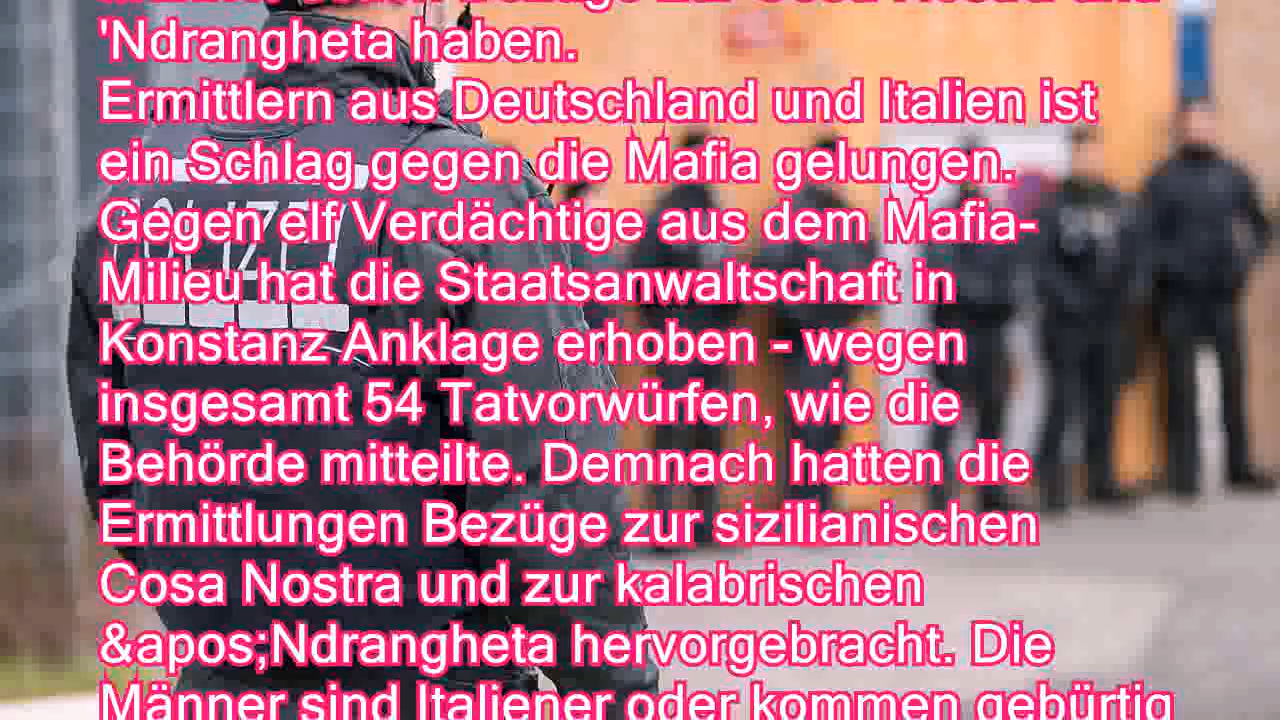 'Ndrangheta haben.
Ermittlern aus Deutschland und Italien ist
ein Schlag gegen die Mafia gelungen.
Gegen elf Verdächtige aus dem Mafia-
Milieu hat die Staatsanwaltschaft in
Konstanz Anklage erhoben - wegen
insgesamt 54 Tatvorwürfen, wie die
Behörde mitteilte. Demnach hatten die
Ermittlungen Bezüge zur sizilianischen
Cosa Nostra und zur kalabrischen
&apos;Ndrangheta hervorgebracht. Die
Männer sind Italiener oder kommen gebürtig
POLIZEI